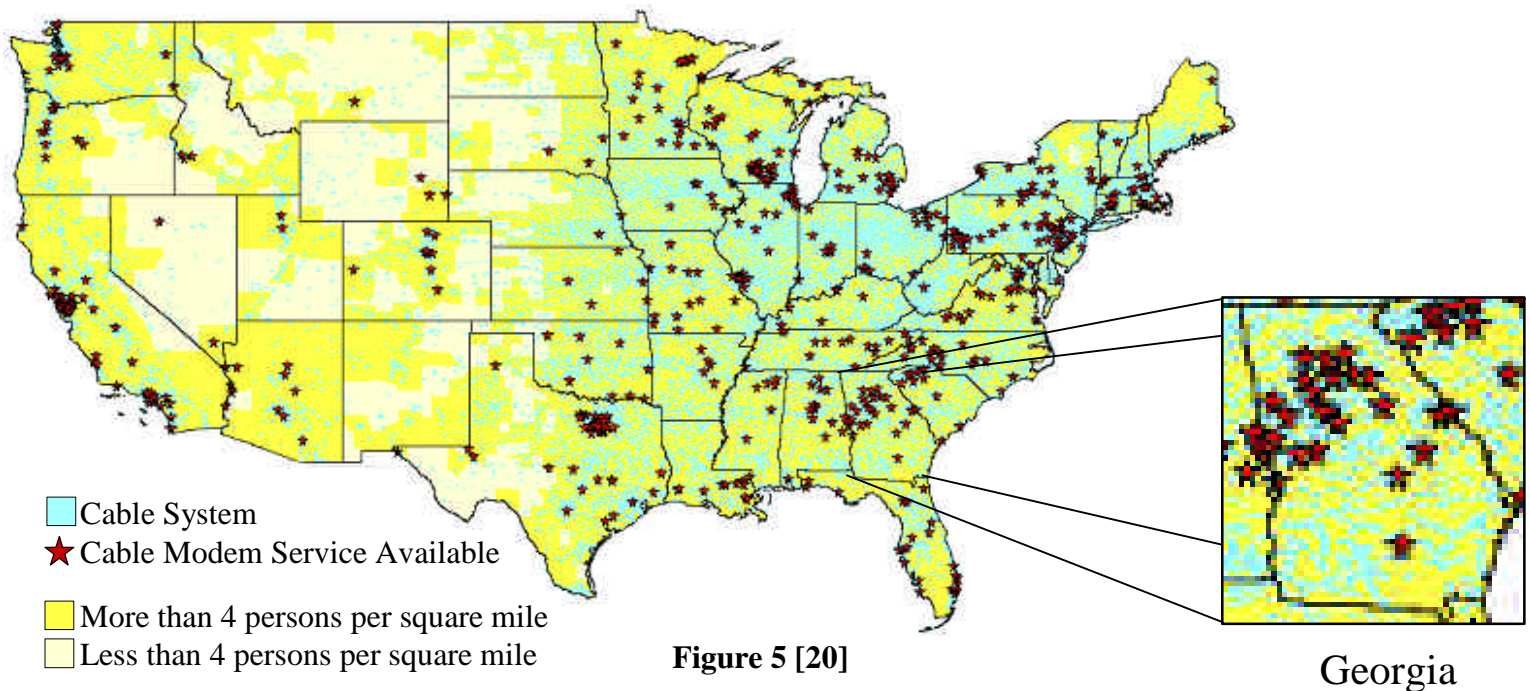 Cable System
Cable Modem Service Available
More than 4 persons per square mile
Less than 4 persons per square mile
Figure 5 [20]
Georgia